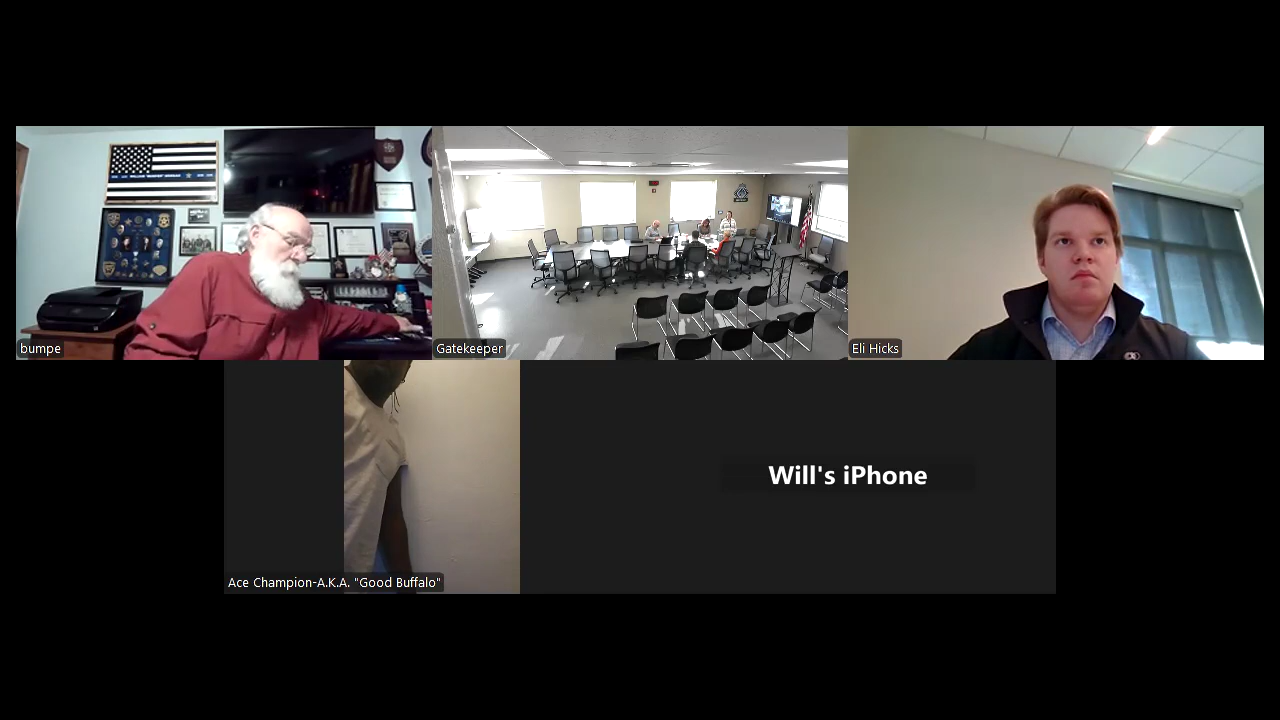 bumpe
Gatekeeper
Eli Hicks
Ace Champion-A.K.A. "Good Buffalo"
Will's iPhone